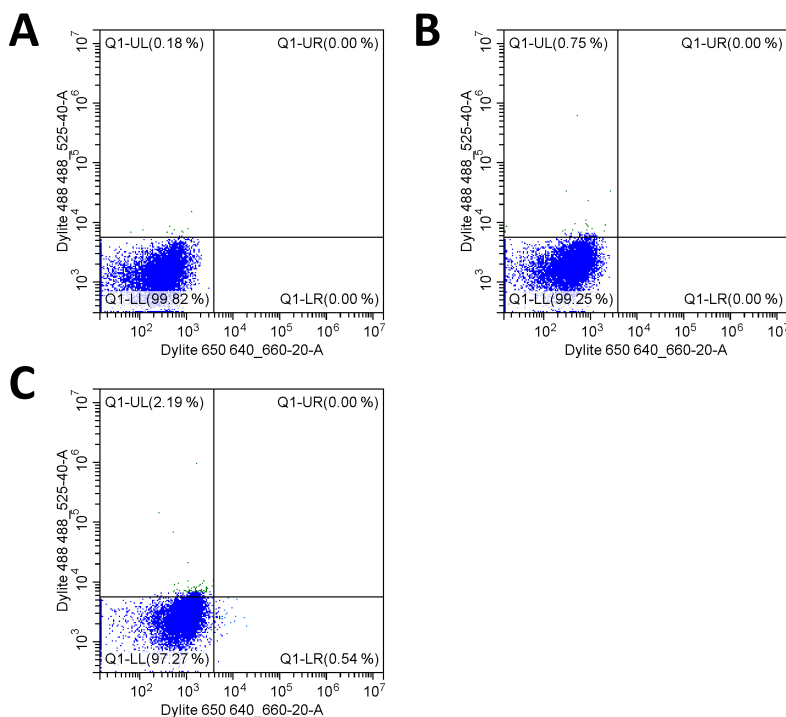 A
Q1-UL(0.18 %)
Q1-UR(0.00 %)
Q1-LL(99.82 %)
Q1-LR(0.00 %)
Dylite 488 488_525-40-A
10^3 10^4 10^5 10^6 10^7
10^2 10^3 10^4 10^5 10^6 10^7
Dylite 650 640_660-20-A
B
Q1-UL(0.75 %)
Q1-UR(0.00 %)
Q1-LL(99.25 %)
Q1-LR(0.00 %)
Dylite 488 488_525-40-A
10^3 10^4 10^5 10^6 10^7
10^2 10^3 10^4 10^5 10^6 10^7
Dylite 650 640_660-20-A
C
Q1-UL(2.19 %)
Q1-UR(0.00 %)
Q1-LL(97.27 %)
Q1-LR(0.54 %)
Dylite 488 488_525-40-A
10^3 10^4 10^5 10^6 10^7
10^2 10^3 10^4 10^5 10^6 10^7
Dylite 650 640_660-20-A